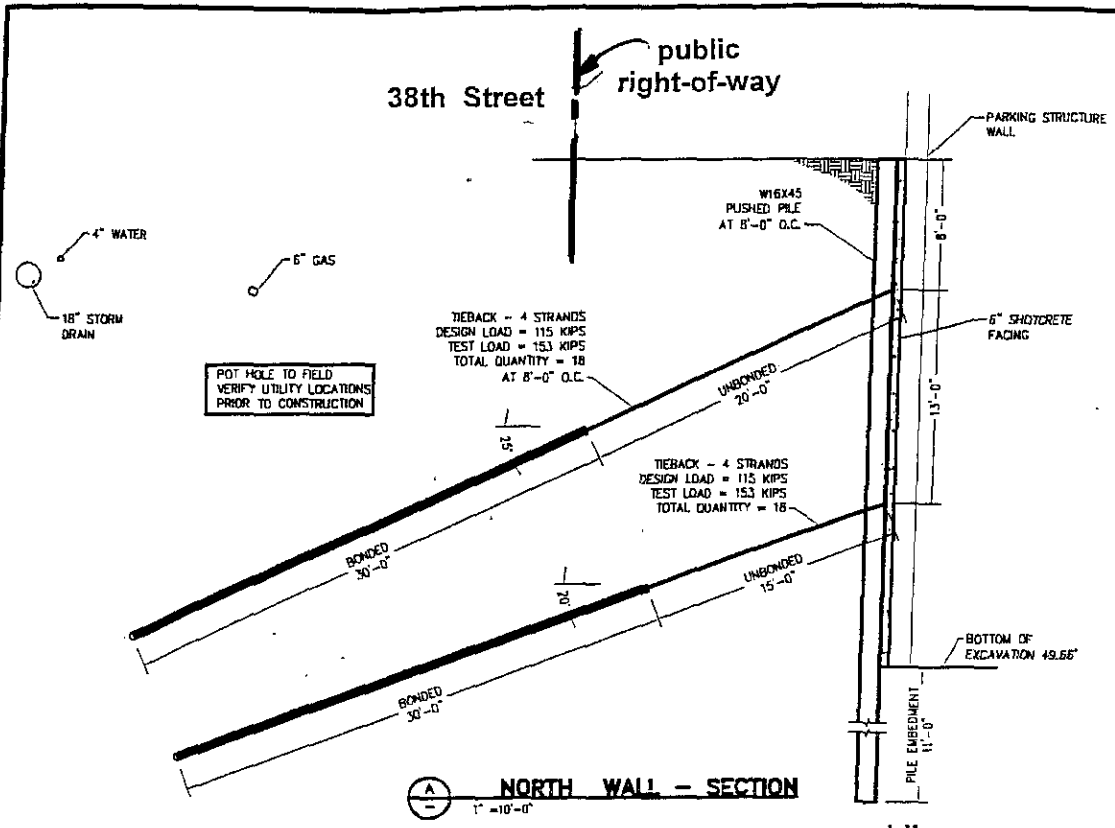 public
right-of-way
38th Street
PARKING STRUCTURE
WALL
W16X45
PUSHED PILE
AT 8'-0" O.C.
8'-0"
4" WATER
6" GAS
18" STORM
DRAIN
TIEBACK - 4 STRANDS
DESIGN LOAD = 115 KIPS
TEST LOAD = 153 KIPS
TOTAL QUANTITY = 18
AT 8'-0" O.C.
6" SHOTCRETE
FACING
POT HOLE TO FIELD
VERIFY UTILITY LOCATIONS
PRIOR TO CONSTRUCTION
UNBONDED
20'-0"
13'-0"
25°
TIEBACK - 4 STRANDS
DESIGN LOAD = 115 KIPS
TEST LOAD = 153 KIPS
TOTAL QUANTITY = 18
BONDED
30'-0"
UNBONDED
15'-0"
20°
BOTTOM OF
EXCAVATION 49.66'
BONDED
30'-0"
PILE EMBEDMENT
11'-0"
A
NORTH WALL - SECTION
1" =10'-0"